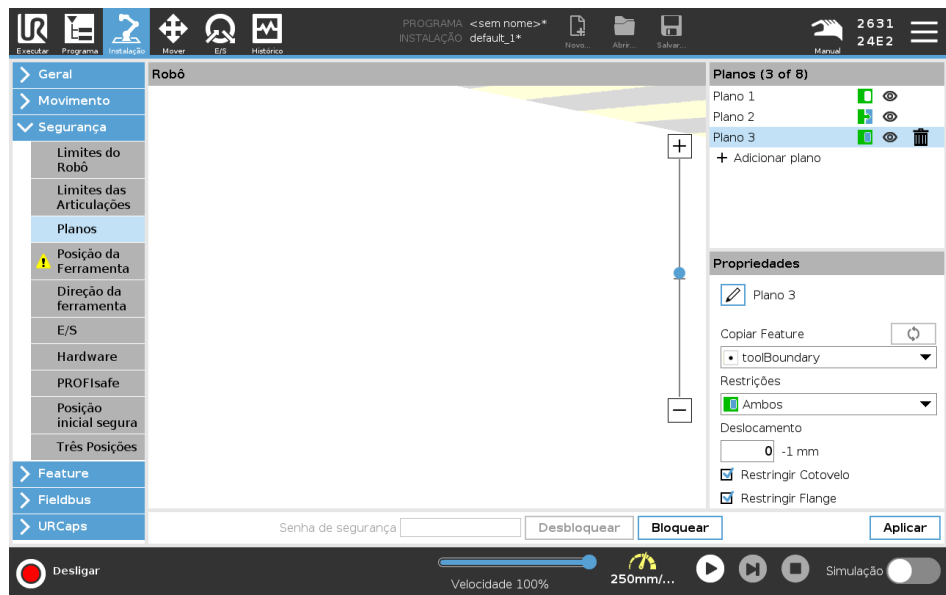 PROGRAMA <sem nome>*
INSTALAÇÃO default_1*
Executar Programa Instalação Mover E/S Histórico
Novo... Abrir... Salvar...
Manual
2631
24E2
Geral
Movimento
Segurança
Limites do
Robô
Limites das
Articulações
Planos
Posição da
Ferramenta
Direção da
ferramenta
E/S
Hardware
PROFIsafe
Posição
inicial segura
Três Posições
Feature
Fieldbus
URCaps
Robô
Planos (3 of 8)
Plano 1
Plano 2
Plano 3
+ Adicionar plano
Propriedades
Plano 3
Copiar Feature
toolBoundary
Restrições
Ambos
Deslocamento
0 -1 mm
Restringir Cotovelo
Restringir Flange
Senha de segurança Desbloquear Bloquear Aplicar
Desligar
Velocidade 100%
250mm/...
Simulação